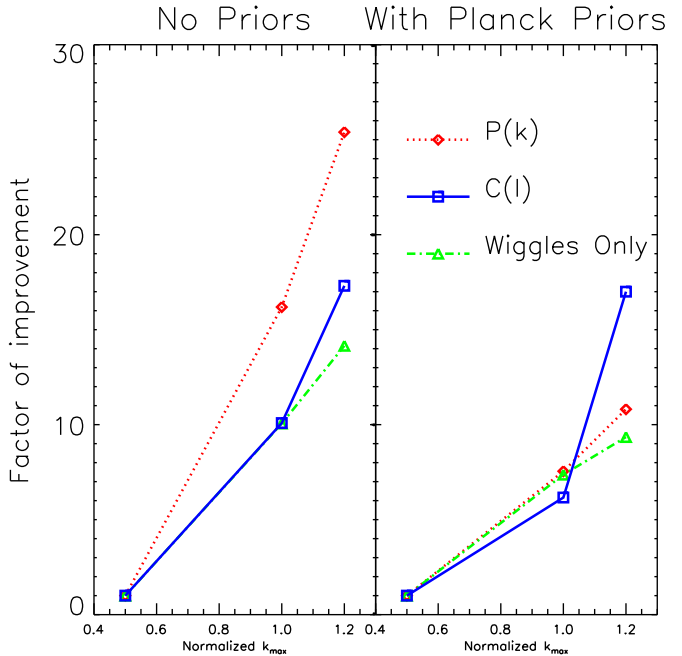 No Priors
With Planck Priors
30
20
10
0
Factor of improvement
P(k)
C(l)
Wiggles Only
0.4 0.6 0.8 1.0 1.2
0.4 0.6 0.8 1.0 1.2
Normalized k_max
Normalized k_max